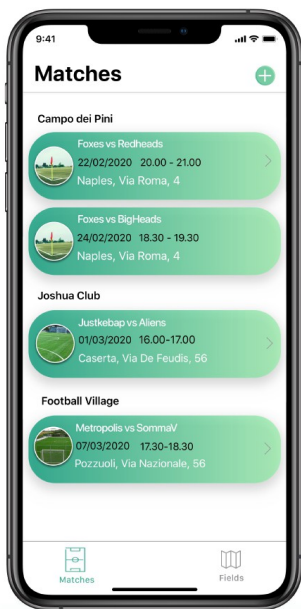 9:41
Matches
Campo dei Pini
Foxes vs Redheads
22/02/2020 20.00 - 21.00
Naples, Via Roma, 4
Foxes vs BigHeads
24/02/2020 18.30 - 19.30
Naples, Via Roma, 4
Joshua Club
Justkebap vs Aliens
01/03/2020 16.00-17.00
Caserta, Via De Feudis, 56
Football Village
Metropolis vs SommaV
07/03/2020 17.30-18.30
Pozzuoli, Via Nazionale, 56
Matches Fields